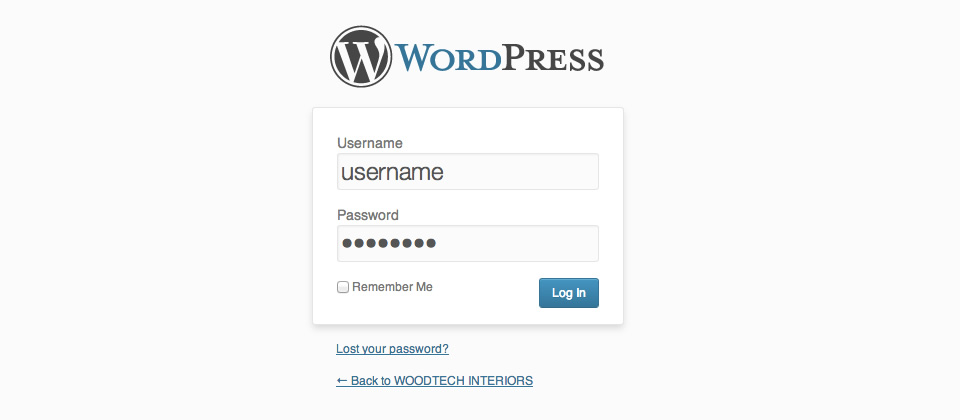 WORDPRESS
Username
username
Password
••••••••
Remember Me
Log In
Lost your password?
← Back to WOODTECH INTERIORS